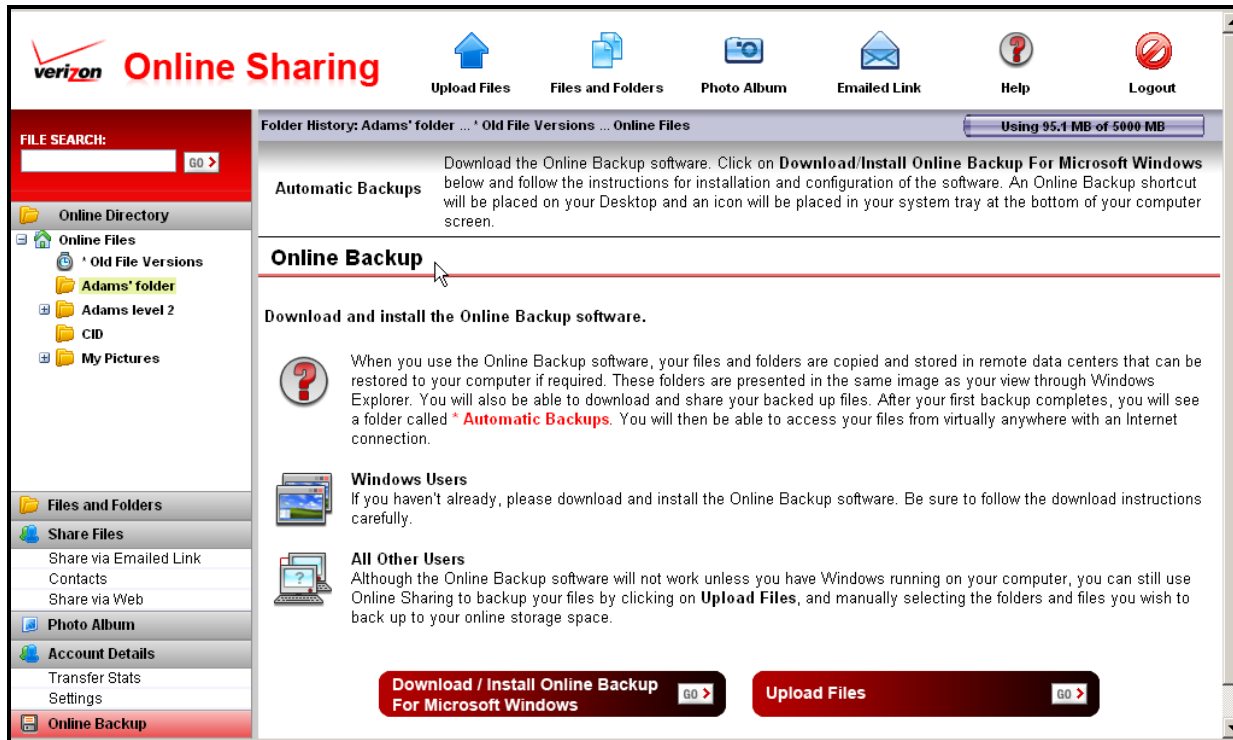 verizon Online Sharing
Upload Files
Files and Folders
Photo Album
Emailed Link
Help
Logout
FILE SEARCH:
GO >
Online Directory
Online Files
* Old File Versions
Adams' folder
Adams level 2
CID
My Pictures
Files and Folders
Share Files
Share via Emailed Link
Contacts
Share via Web
Photo Album
Account Details
Transfer Stats
Settings
Online Backup
Folder History: Adams' folder ... * Old File Versions ... Online Files
Using 95.1 MB of 5000 MB
Automatic Backups
Download the Online Backup software. Click on Download/Install Online Backup For Microsoft Windows
below and follow the instructions for installation and configuration of the software. An Online Backup shortcut
will be placed on your Desktop and an icon will be placed in your system tray at the bottom of your computer
screen.
Online Backup
Download and install the Online Backup software.
When you use the Online Backup software, your files and folders are copied and stored in remote data centers that can be
restored to your computer if required. These folders are presented in the same image as your view through Windows
Explorer. You will also be able to download and share your backed up files. After your first backup completes, you will see
a folder called * Automatic Backups. You will then be able to access your files from virtually anywhere with an Internet
connection.
Windows Users
If you haven't already, please download and install the Online Backup software. Be sure to follow the download instructions
carefully.
All Other Users
Although the Online Backup software will not work unless you have Windows running on your computer, you can still use
Online Sharing to backup your files by clicking on Upload Files, and manually selecting the folders and files you wish to
back up to your online storage space.
Download / Install Online Backup
For Microsoft Windows
GO >
Upload Files
GO >